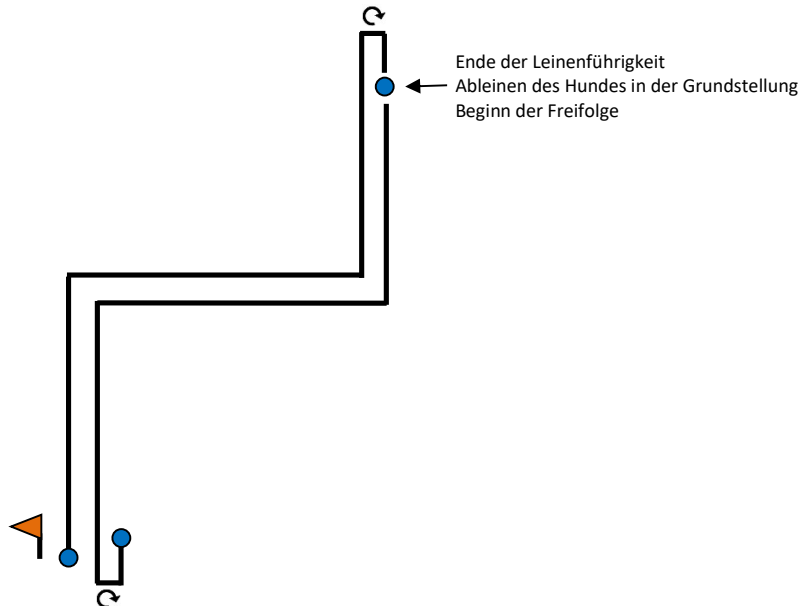 Ende der Leinenführigkeit
Ableinen des Hundes in der Grundstellung
Beginn der Freifolge